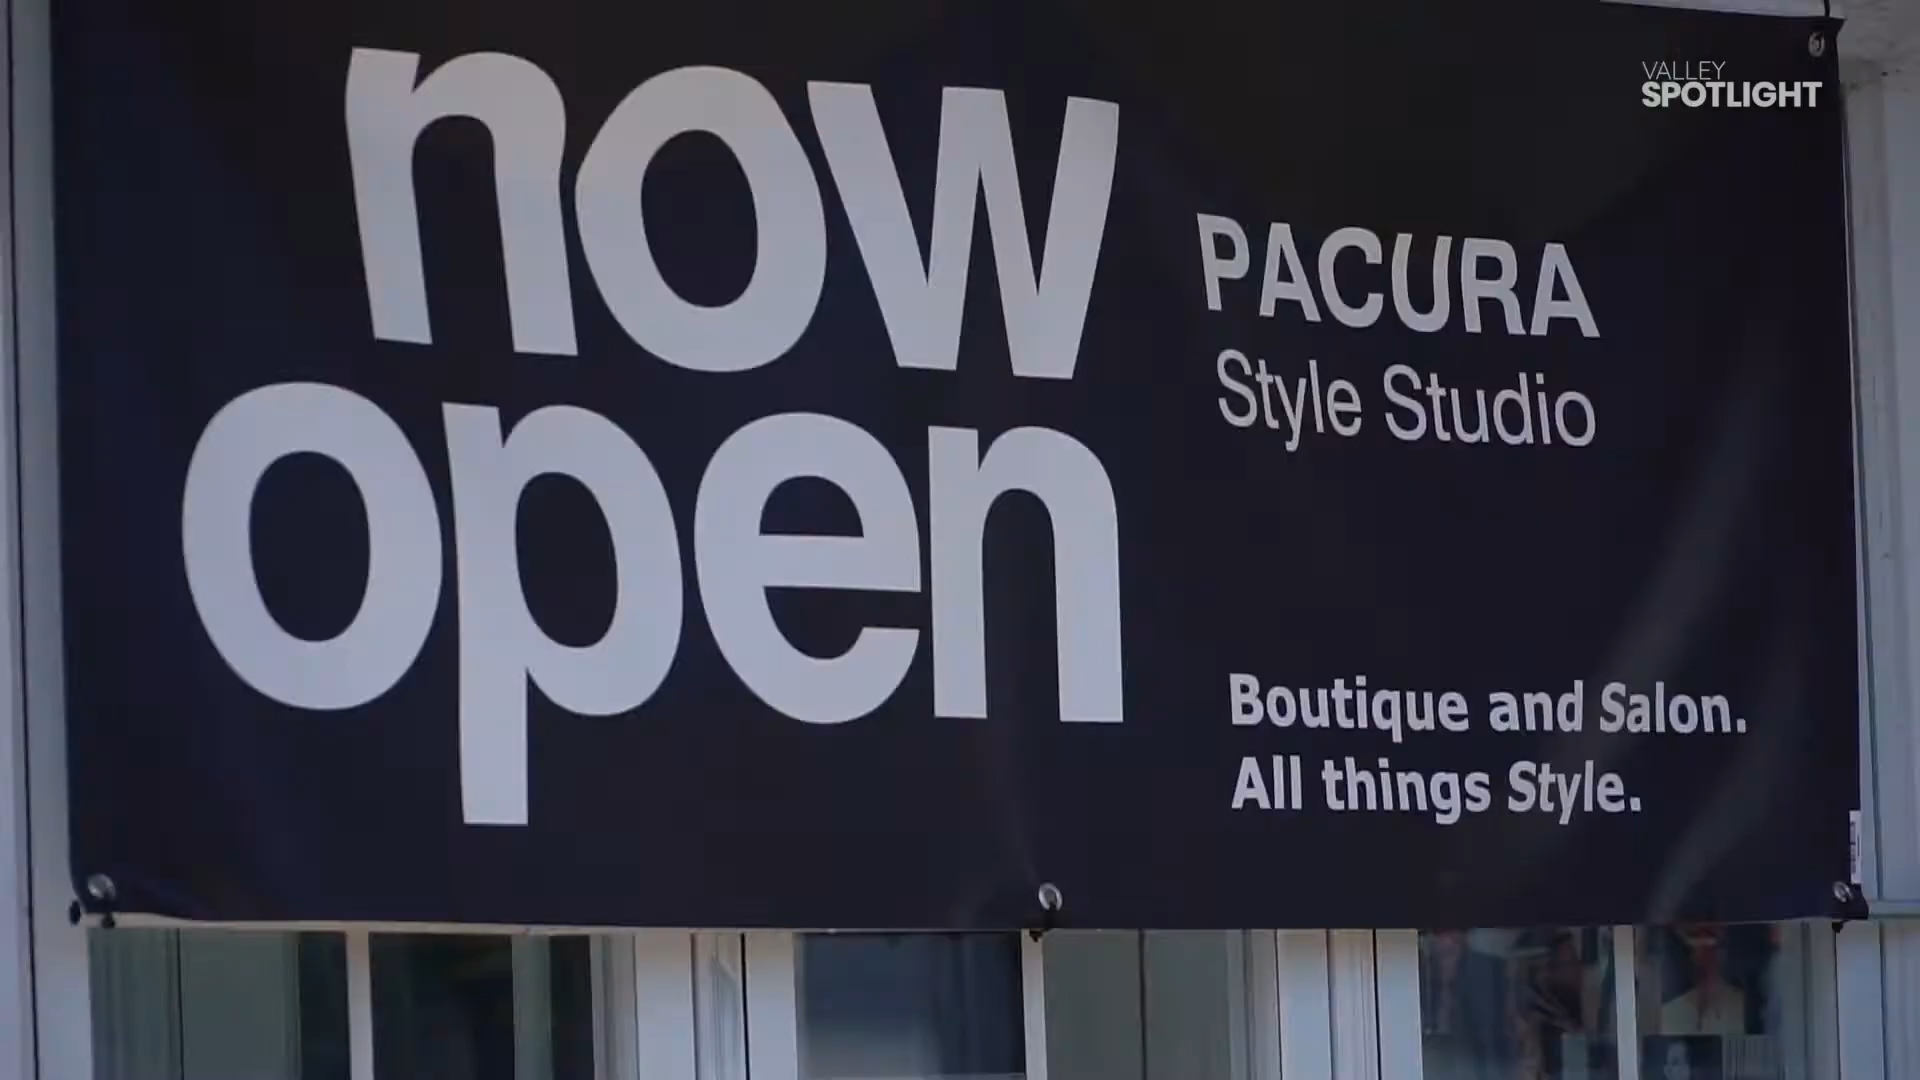 now
open
PACURA
Style Studio
Boutique and Salon.
All things Style.
VALLEY
SPOTLIGHT